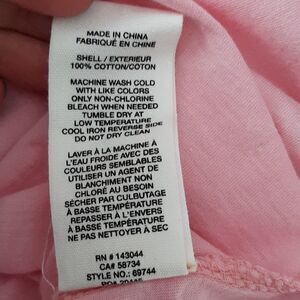 MADE IN CHINA
FABRIQUÉ EN CHINE
SHELL / EXTERIEUR
100% COTTON/COTON
MACHINE WASH COLD
WITH LIKE COLORS
ONLY NON-CHLORINE
BLEACH WHEN NEEDED
TUMBLE DRY AT
LOW TEMPERATURE
COOL IRON REVERSE SIDE
DO NOT DRY CLEAN
LAVER À LA MACHINE À
L'EAU FROIDE AVEC DES
COULEURS SEMBLABLES
UTILISER UN AGENT DE
BLANCHIMENT NON
CHLORÉ AU BESOIN
SÉCHER PAR CULBUTAGE
À BASSE TEMPÉRATURE
REPASSER À L'ENVERS
À BASSE TEMPÉRATURE
NE PAS NETTOYER À SEC
RN # 143044
CA# 58734
STYLE NO.: 69744